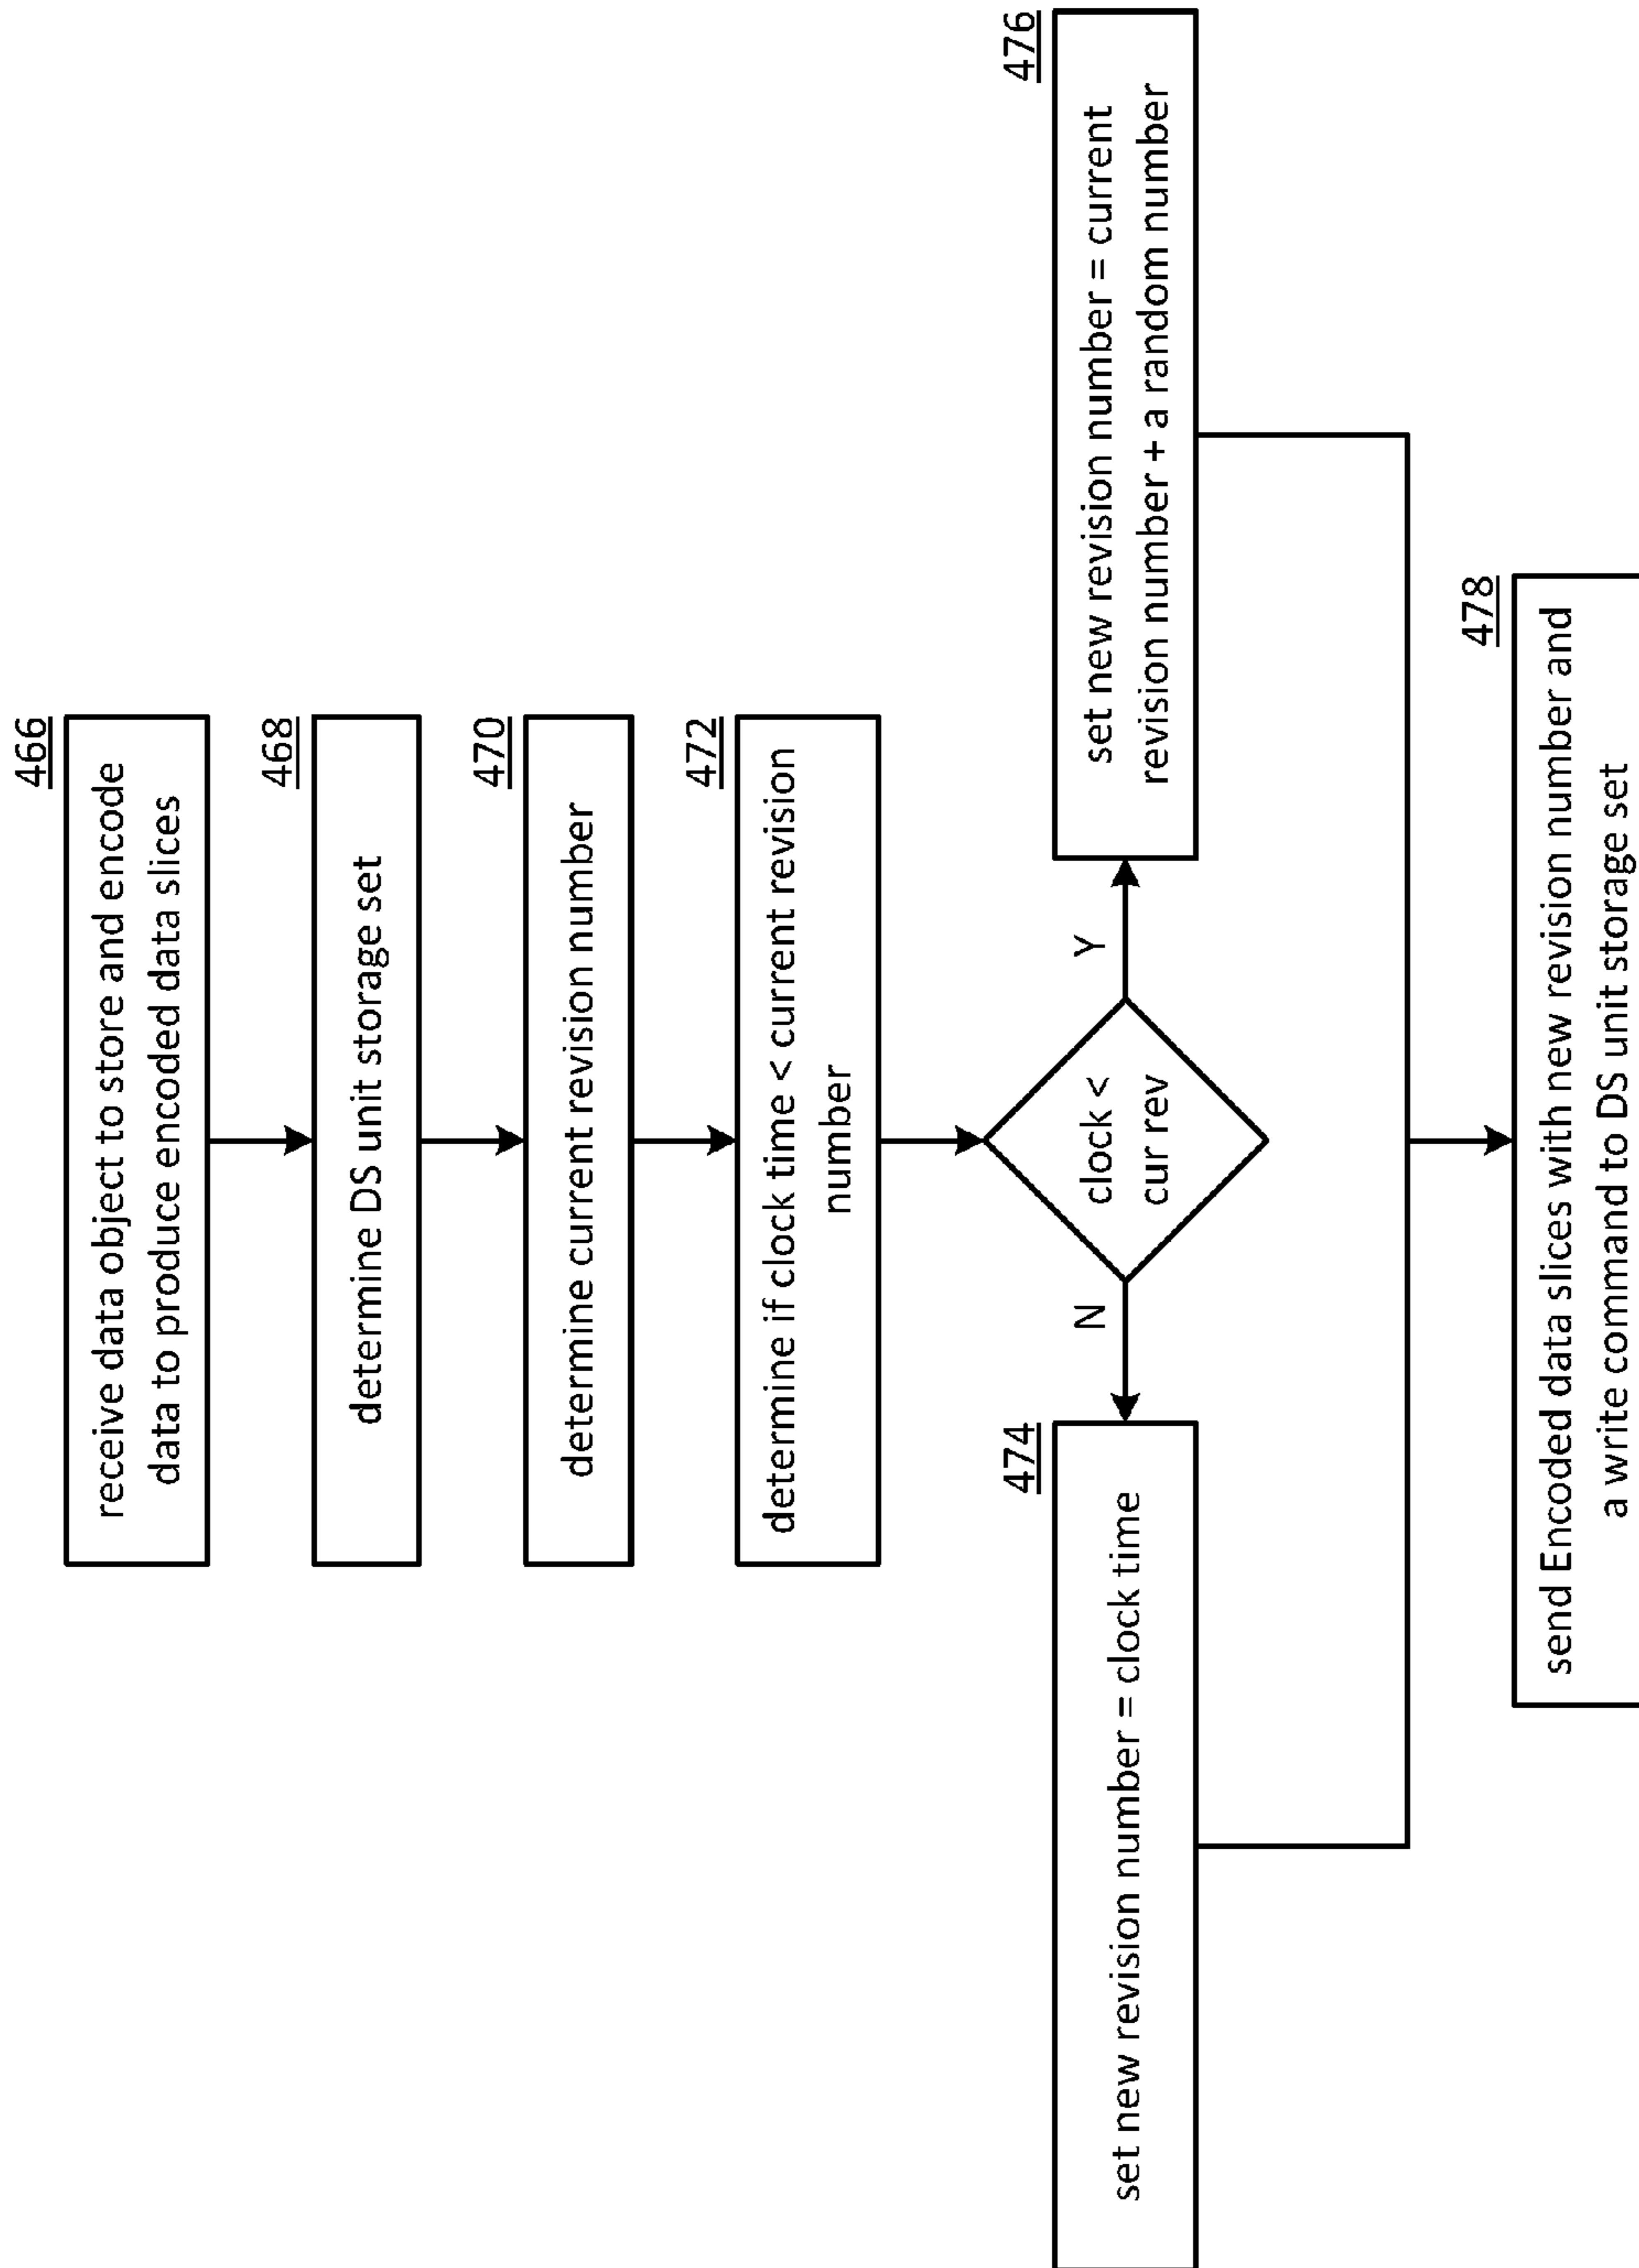 466
receive data object to store and encode
data to produce encoded data slices
468
determine DS unit storage set
470
determine current revision number
472
determine if clock time < current revision
number
clock <
cur rev
N
Y
474
set new revision number = clock time
476
set new revision number = current
revision number + a random number
478
send Encoded data slices with new revision number and
a write command to DS unit storage set